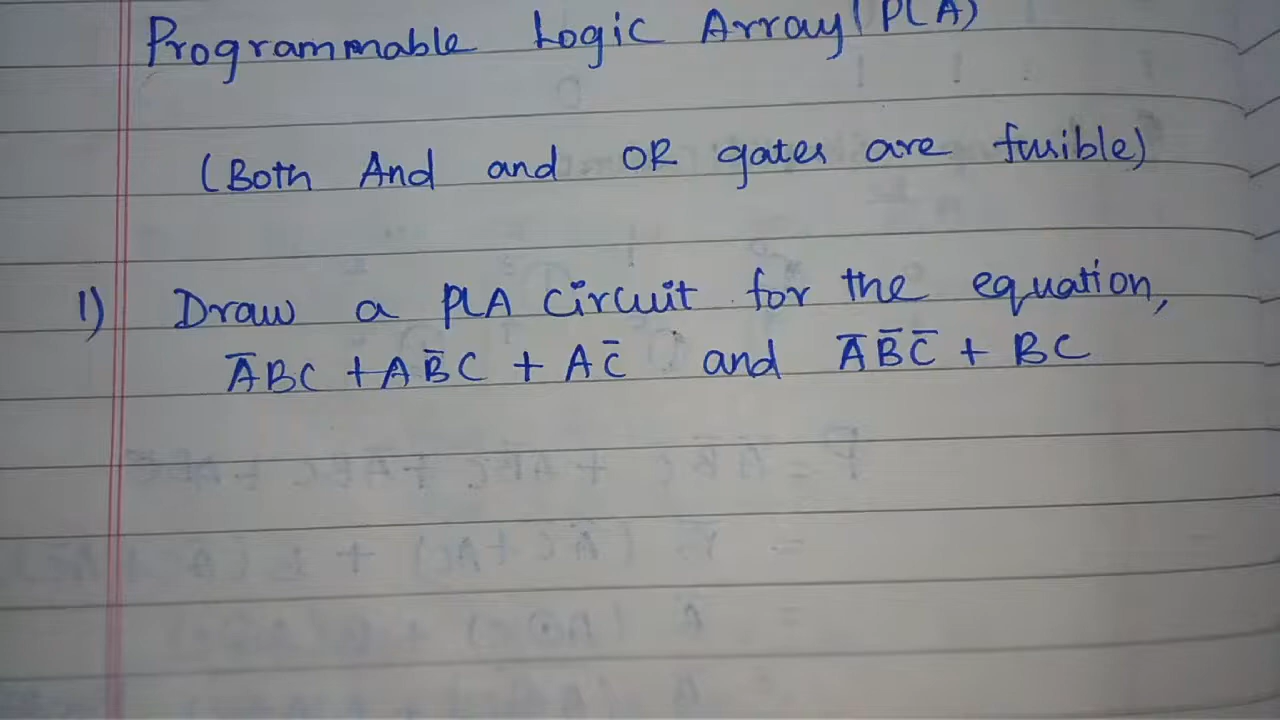 Programmable Logic Array (PLA)
(Both And and OR gates are fusible)
1) Draw a PLA circuit for the equation,
A̅BC + AB̅C + AC̅ and A̅B̅C̅ + BC